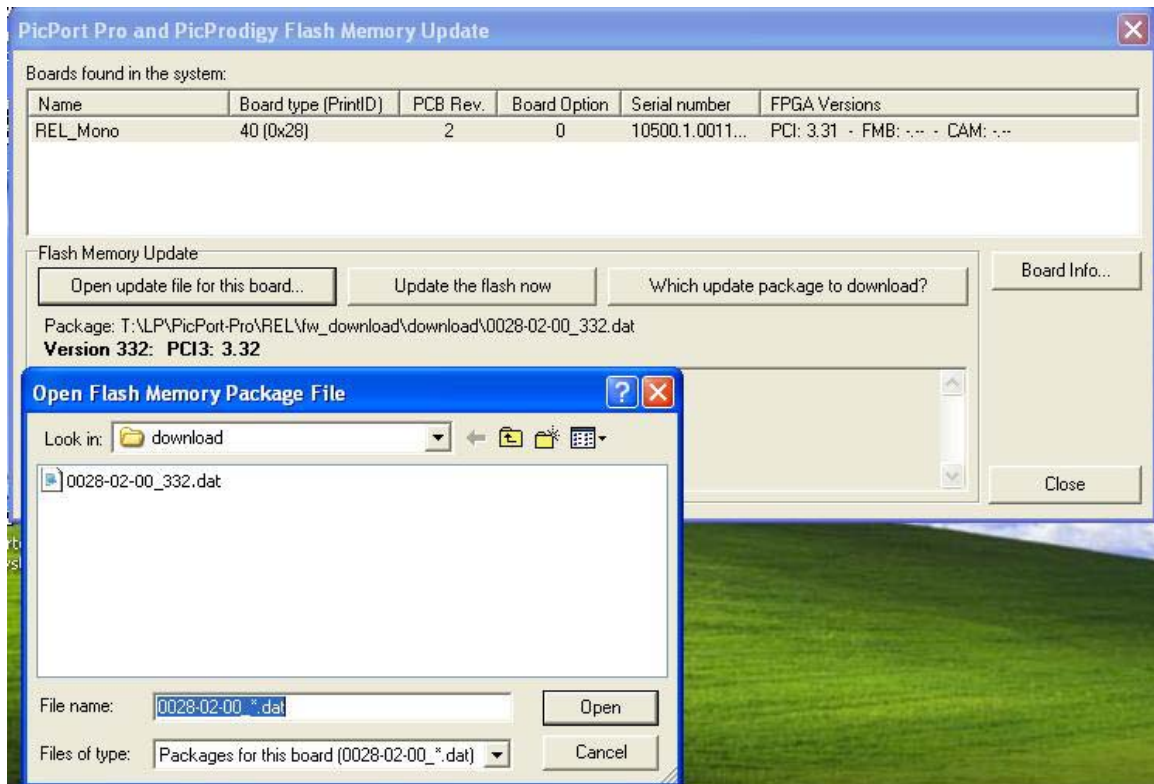 PicPort Pro and PicProdigy Flash Memory Update
Boards found in the system:
Name Board type (PrintID) PCB Rev. Board Option Serial number FPGA Versions
REL_Mono 40 (0x28) 2 0 10500.1.0011... PCI: 3.31 - FMB: -.-- - CAM: -.--
Flash Memory Update
Open update file for this board... Update the flash now Which update package to download? Board Info...
Package: T:\LP\PicPort-Pro\REL\fw_download\download\0028-02-00_332.dat
Version 332: PCI3: 3.32
Open Flash Memory Package File
Look in: download
0028-02-00_332.dat
Close
File name: 0028-02-00_*.dat Open
Files of type: Packages for this board (0028-02-00_*.dat) Cancel